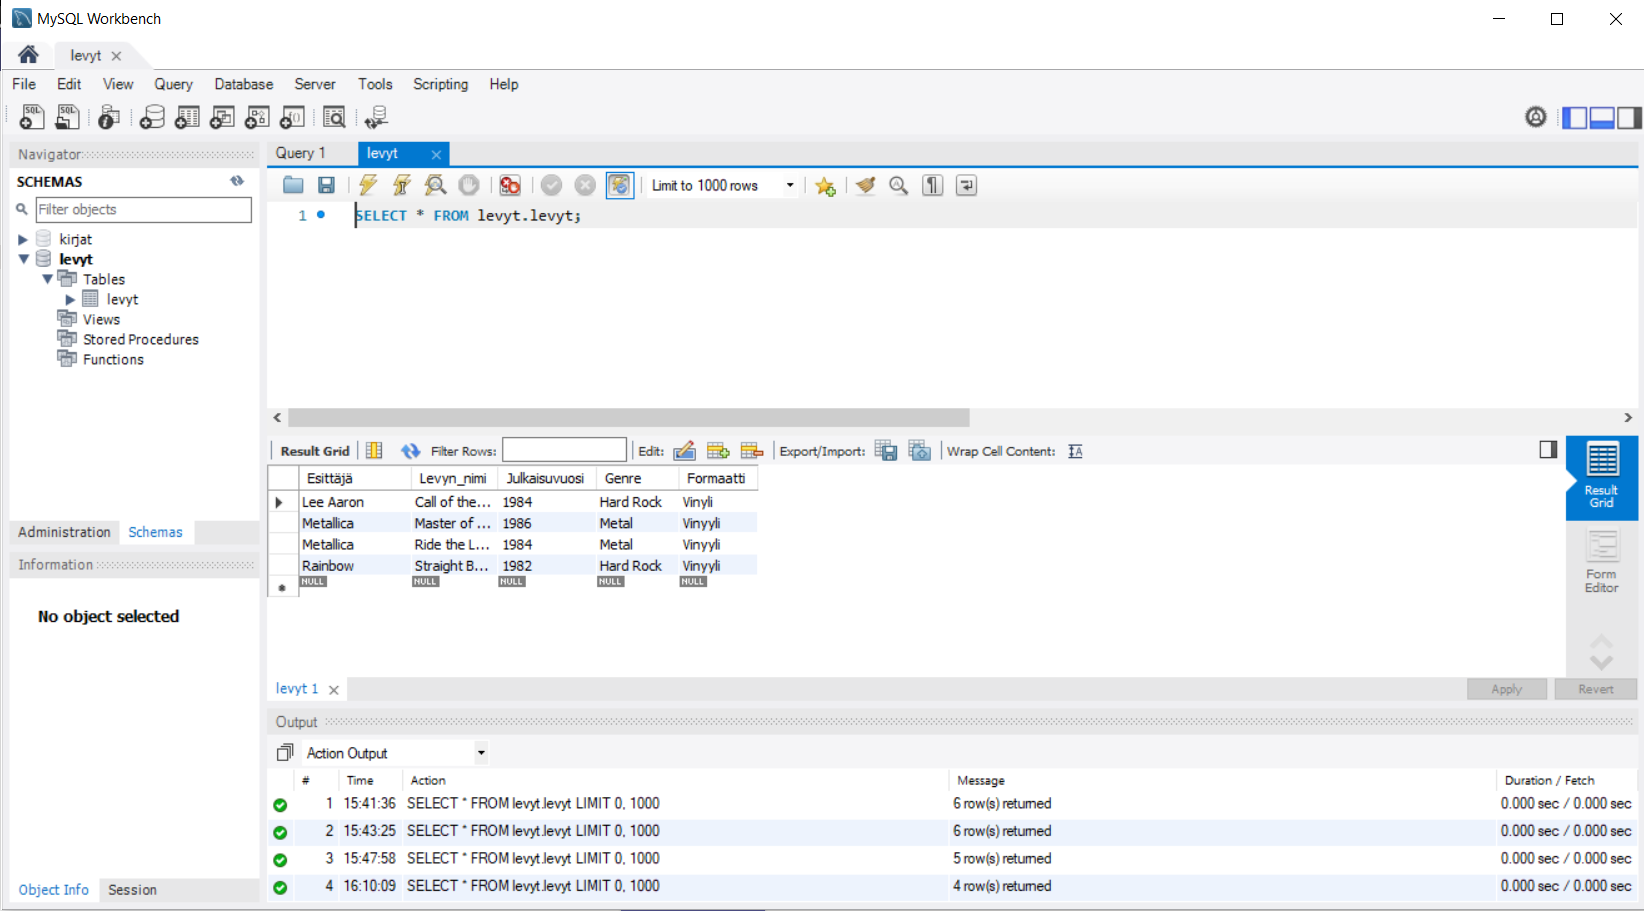 MySQL Workbench
levyt
File Edit View Query Database Server Tools Scripting Help
Navigator
SCHEMAS
Filter objects
kirjat
levyt
Tables
levyt
Views
Stored Procedures
Functions
Administration Schemas
Information
No object selected
Object Info Session
Query 1 levyt
Limit to 1000 rows
1 SELECT * FROM levyt.levyt;
Result Grid Filter Rows: Edit: Export/Import: Wrap Cell Content:
Esittäjä Levyn_nimi Julkaisuvuosi Genre Formaatti
Lee Aaron Call of the... 1984 Hard Rock Vinyli
Metallica Master of ... 1986 Metal Vinyyli
Metallica Ride the L... 1984 Metal Vinyyli
Rainbow Straight B... 1982 Hard Rock Vinyyli
NULL NULL NULL NULL NULL
Result
Grid
Form
Editor
levyt 1
Apply Revert
Output
Action Output
# Time Action Message Duration / Fetch
1 15:41:36 SELECT * FROM levyt.levyt LIMIT 0, 1000 6 row(s) returned 0.000 sec / 0.000 sec
2 15:43:25 SELECT * FROM levyt.levyt LIMIT 0, 1000 6 row(s) returned 0.000 sec / 0.000 sec
3 15:47:58 SELECT * FROM levyt.levyt LIMIT 0, 1000 5 row(s) returned 0.000 sec / 0.000 sec
4 16:10:09 SELECT * FROM levyt.levyt LIMIT 0, 1000 4 row(s) returned 0.000 sec / 0.000 sec